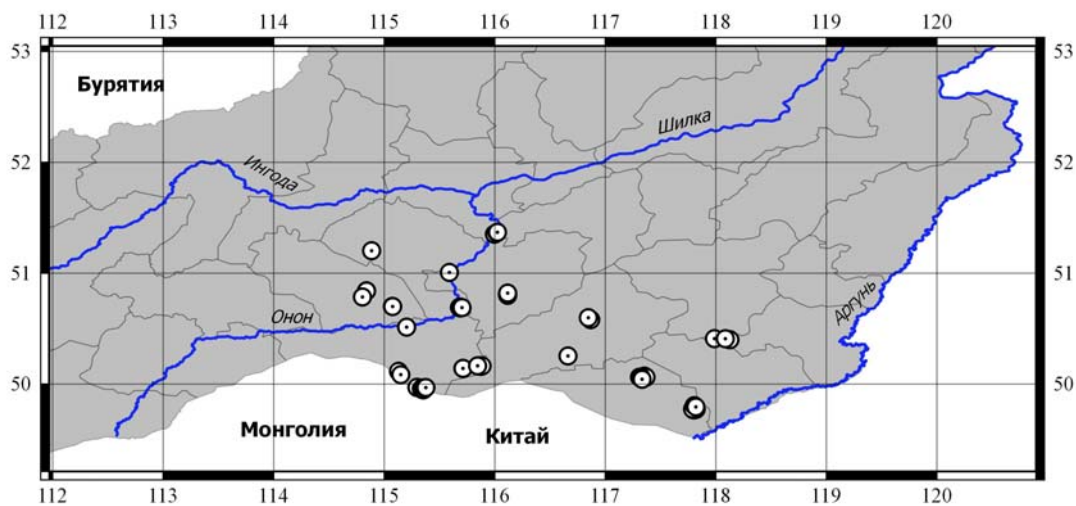 112 113 114 115 116 117 118 119 120
53 53
Бурятия
Шилка
52 52
Ингода
51 51
Аргунь
Онон
50 50
Монголия Китай
112 113 114 115 116 117 118 119 120